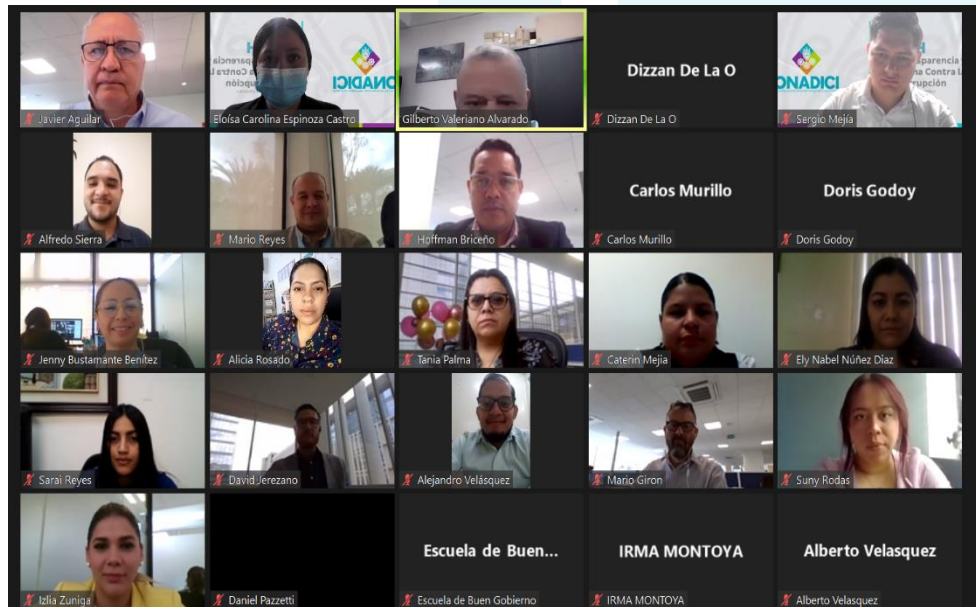 Javier Aguilar
Eloísa Carolina Espinoza Castro
Gilberto Valeriano Alvarado
Dizzan De La O
Dizzan De La O
ONADICI
Sergio Mejía
Alfredo Sierra
Mario Reyes
Hoffman Briceño
Carlos Murillo
Carlos Murillo
Doris Godoy
Doris Godoy
Jenny Bustamante Benítez
Alicia Rosado
Tania Palma
Caterin Mejia
Ely Nabel Núñez Diaz
Sarai Reyes
David Jerezano
Alejandro Velásquez
Mario Giron
Suny Rodas
Izlia Zuniga
Daniel Pazzetti
Escuela de Buen...
Escuela de Buen Gobierno
IRMA MONTOYA
IRMA MONTOYA
Alberto Velasquez
Alberto Velasquez